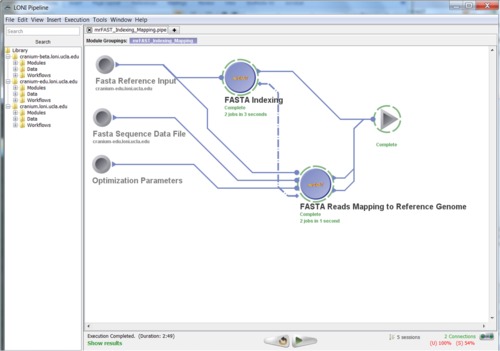 LONI Pipeline
File Edit View Insert Execution Tools Window Help
mrFAST_Indexing_Mapping.pipe
Search
Module Groupings: mrFAST_Indexing_Mapping
Search
Library
cranium-beta.loni.ucla.edu
Modules
Data
Workflows
cranium-edu.loni.ucla.edu
Modules
Data
Workflows
cranium.loni.ucla.edu
Modules
Data
Workflows
Fasta Reference Input
cranium-edu.loni.ucla.edu
FASTA Indexing
Complete
2 jobs in 3 seconds
Fasta Sequence Data File
cranium-edu.loni.ucla.edu
Complete
Optimization Parameters
FASTA Reads Mapping to Reference Genome
Complete
2 jobs in 1 second
Execution Completed. (Duration: 2:49)
Show results
5 sessions
2 Connections
(U) 100% (S) 54%